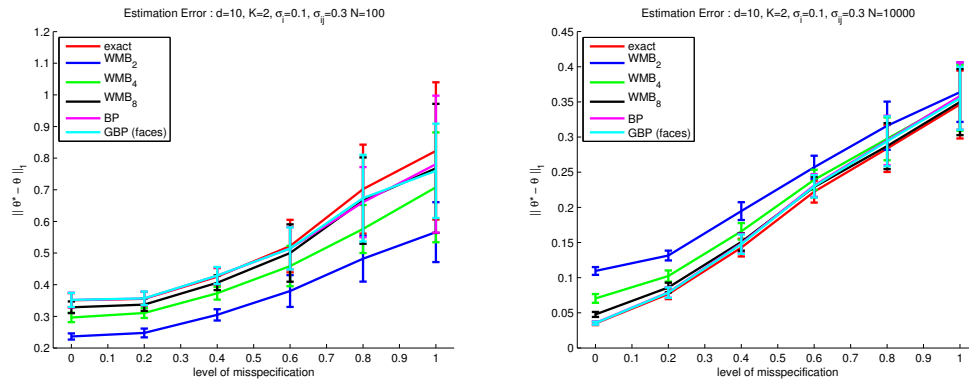 Estimation Error : d=10, K=2, σi=0.1, σij=0.3 N=100
1.2
1.1
1
0.9
0.8
0.7
0.6
0.5
0.4
0.3
0.2
|| θ* - θ ||1
exact
WMB2
WMB4
WMB8
BP
GBP (faces)
0 0.1 0.2 0.3 0.4 0.5 0.6 0.7 0.8 0.9 1
level of misspecification
Estimation Error : d=10, K=2, σi=0.1, σij=0.3 N=10000
0.45
0.4
0.35
0.3
0.25
0.2
0.15
0.1
0.05
0
|| θ* - θ ||1
exact
WMB2
WMB4
WMB8
BP
GBP (faces)
0 0.1 0.2 0.3 0.4 0.5 0.6 0.7 0.8 0.9 1
level of misspecification